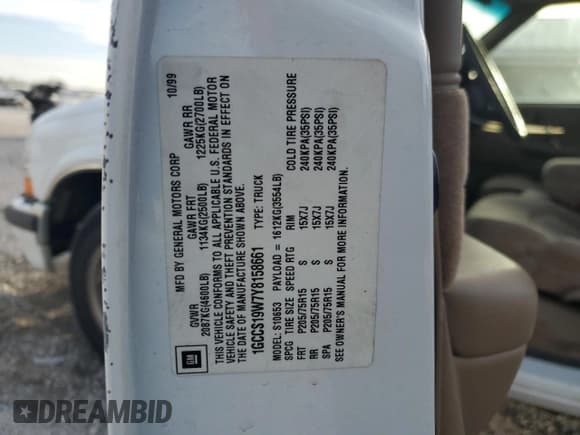 MFD BY GENERAL MOTORS CORP 10/99
GVWR GAWR FRT GAWR RR
2087KG(4600LB) 1134KG(2500LB) 1225KG(2700LB)
THIS VEHICLE CONFORMS TO ALL APPLICABLE U.S. FEDERAL MOTOR
VEHICLE SAFETY AND THEFT PREVENTION STANDARDS IN EFFECT ON
THE DATE OF MANUFACTURE SHOWN ABOVE.
1GCCS19W7Y8158661 TYPE: TRUCK
MODEL: S10653 PAYLOAD = 1612KG(3554LB)
SPCG TIRE SIZE SPEED RTG RIM COLD TIRE PRESSURE
FRT P205/75R15 S 15X7J 240KPA(35PSI)
RR P205/75R15 S 15X7J 240KPA(35PSI)
SPA P205/75R15 S 15X7J 240KPA(35PSI)
SEE OWNER'S MANUAL FOR MORE INFORMATION.
GM
DREAMBID